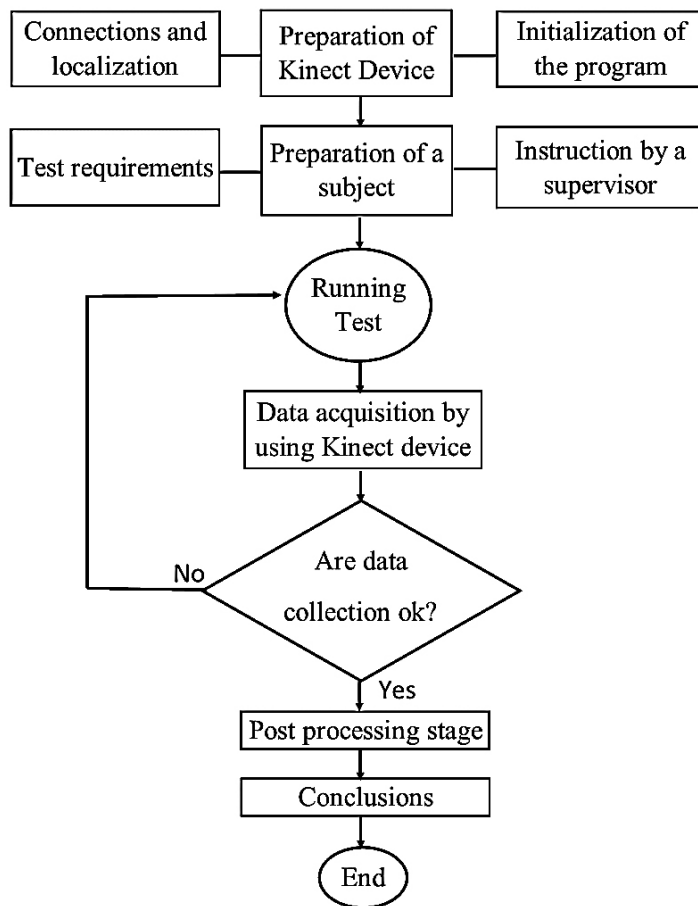 Connections and
localization
Preparation of
Kinect Device
Initialization of
the program
Test requirements
Preparation of a
subject
Instruction by a
supervisor
Running
Test
Data acquisition by
using Kinect device
Are data
collection ok?
No
Yes
Post processing stage
Conclusions
End